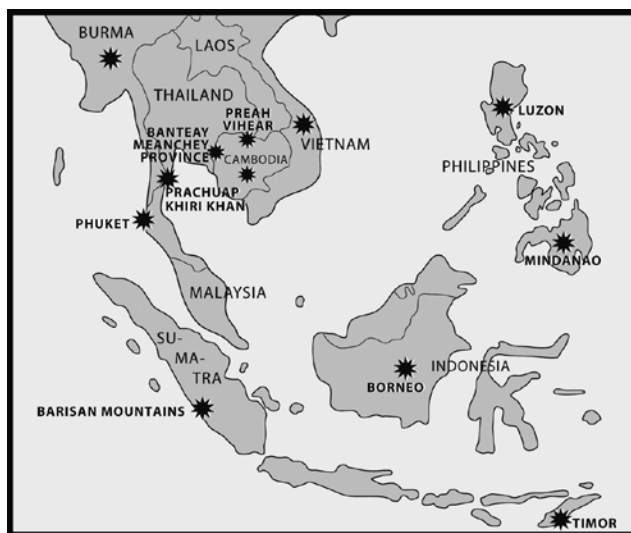 BURMA
LAOS
THAILAND
PREAH
VIHEAR
BANTEAY
MEANCHEY
PROVINCE
VIETNAM
CAMBODIA
PRACHUAP
KHIRI KHAN
PHUKET
LUZON
PHILIPPINES
MINDANAO
MALAYSIA
SU-
MA-
TRA
BARISAN MOUNTAINS
INDONESIA
BORNEO
TIMOR